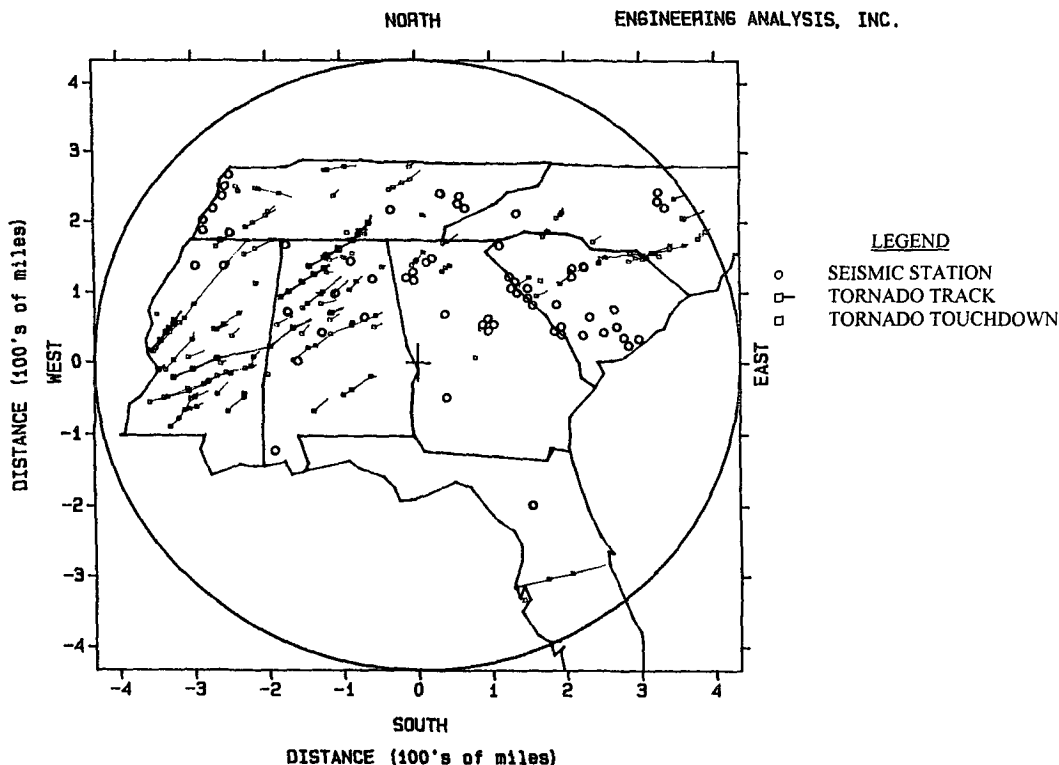 NORTH
ENGINEERING ANALYSIS, INC.
4
3
2
1
0
-1
-2
-3
-4
DISTANCE (100's of miles)
WEST
EAST
LEGEND
SEISMIC STATION
TORNADO TRACK
TORNADO TOUCHDOWN
-4 -3 -2 -1 0 1 2 3 4
SOUTH
DISTANCE (100's of miles)